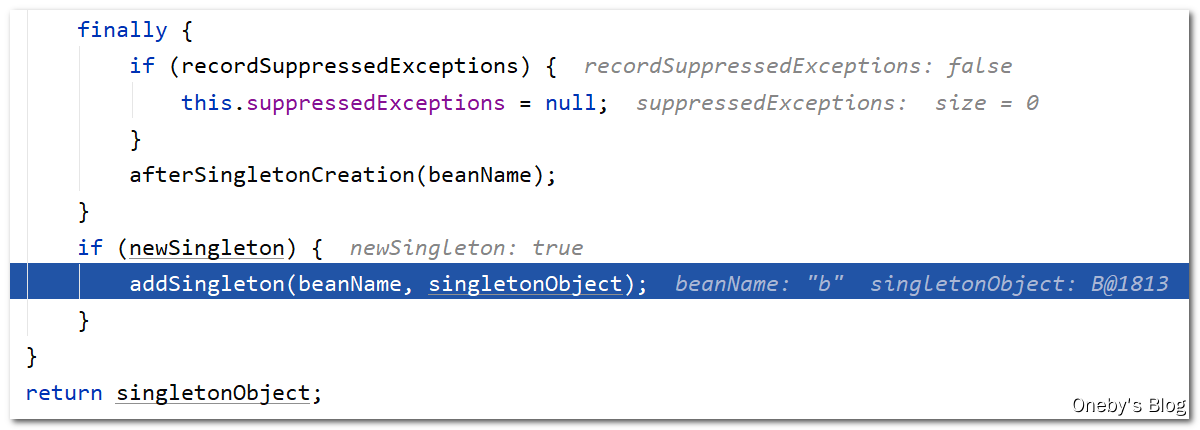 finally {
if (recordSuppressedExceptions) { recordSuppressedExceptions: false
this.suppressedExceptions = null; suppressedExceptions: size = 0
}
afterSingletonCreation(beanName);
}
if (newSingleton) { newSingleton: true
addSingleton(beanName, singletonObject); beanName: "b" singletonObject: B@1813
}
}
return singletonObject;
Oneby's Blog